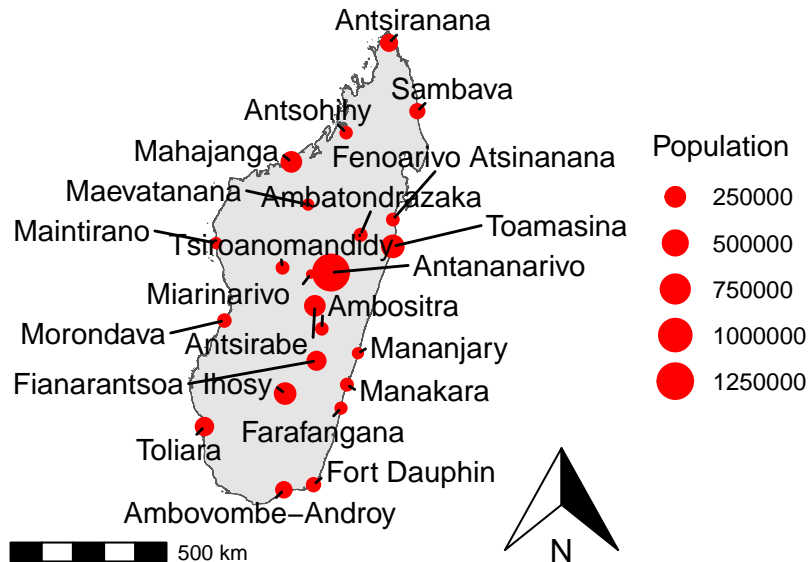 Antsiranana
Sambava
Antsohihy
Mahajanga
Fenoarivo Atsinanana
Maevatanana
Ambatondrazaka
Maintirano
Tsiroanomandidy
Toamasina
Antananarivo
Miarinarivo
Ambositra
Morondava
Antsirabe
Mananjary
Fianarantsoa
Ihosy
Manakara
Farafangana
Toliara
Fort Dauphin
Ambovombe−Androy
500 km
N
Population
250000
500000
750000
1000000
1250000